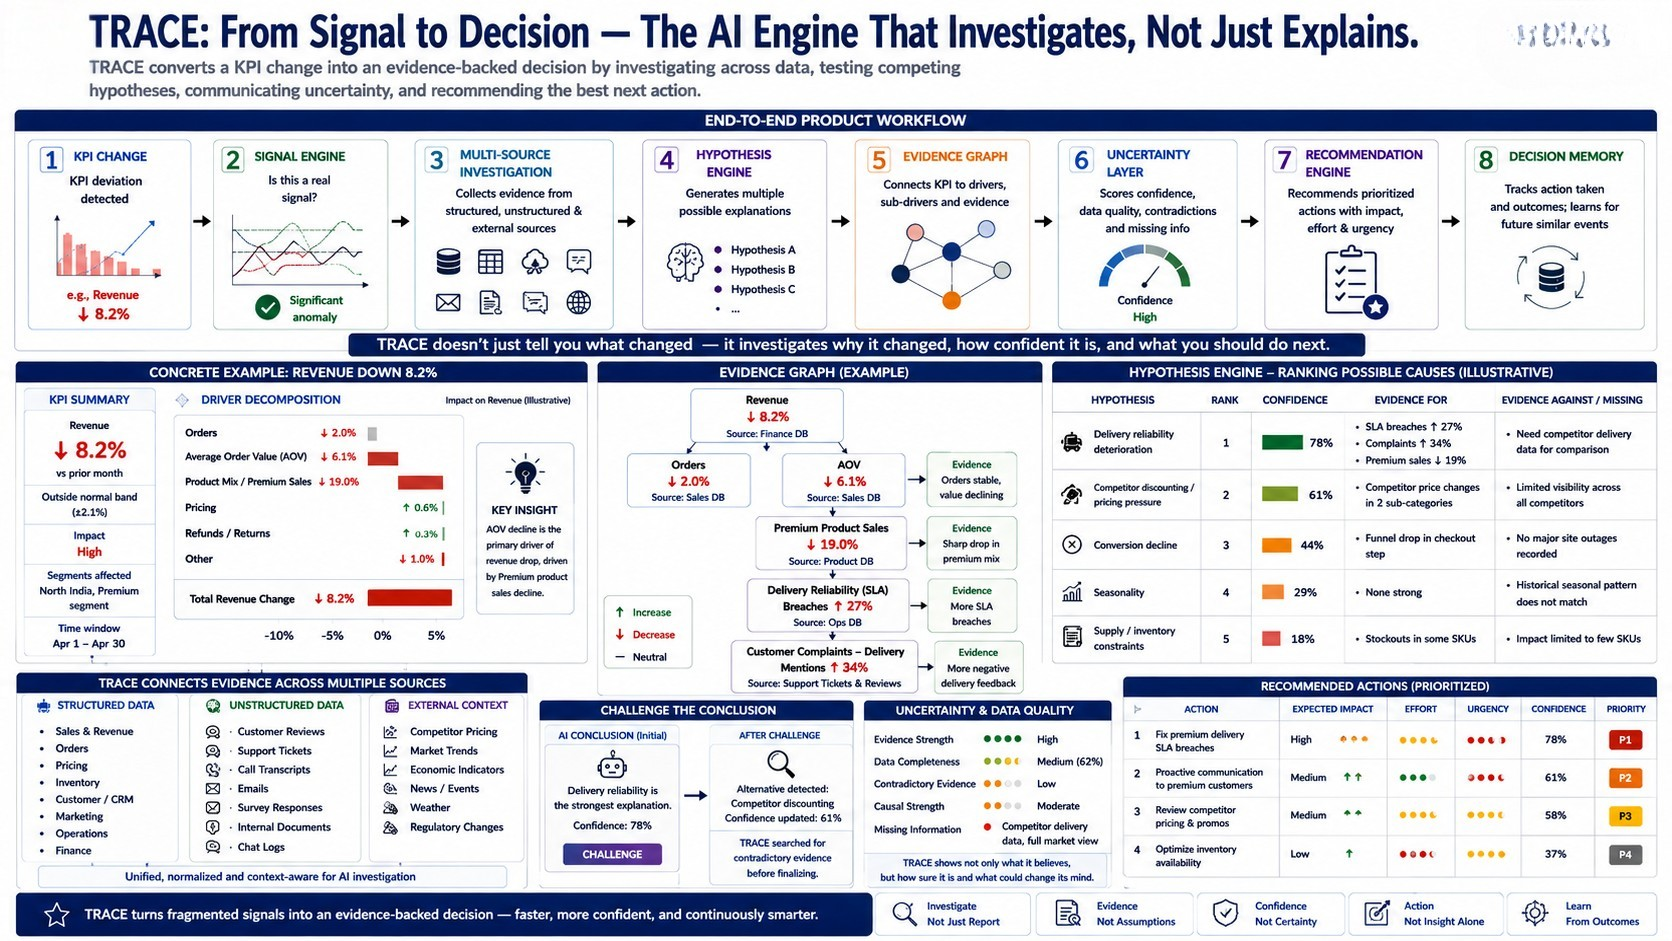 TRACE: From Signal to Decision — The AI Engine That Investigates, Not Just Explains.
TRACE converts a KPI change into an evidence-backed decision by investigating across data, testing competing
hypotheses, communicating uncertainty, and recommending the best next action.
END-TO-END PRODUCT WORKFLOW
1 KPI CHANGE
KPI deviation
detected
e.g., Revenue
↓ 8.2%
2 SIGNAL ENGINE
Is this a real
signal?
Significant
anomaly
3 MULTI-SOURCE
INVESTIGATION
Collects evidence from
structured, unstructured &
external sources
4 HYPOTHESIS
ENGINE
Generates multiple
possible explanations
• Hypothesis A
• Hypothesis B
• Hypothesis C
• ...
5 EVIDENCE GRAPH
Connects KPI to drivers,
sub-drivers and evidence
6 UNCERTAINTY
LAYER
Scores confidence,
data quality, contradictions
and missing info
Confidence
High
7 RECOMMENDATION
ENGINE
Recommends prioritized
actions with impact,
effort & urgency
8 DECISION MEMORY
Tracks action taken
and outcomes; learns for
future similar events
TRACE doesn't just tell you what changed — it investigates why it changed, how confident it is, and what you should do next.
CONCRETE EXAMPLE: REVENUE DOWN 8.2%
KPI SUMMARY
Revenue
↓ 8.2%
vs prior month
Outside normal band
(±2.1%)
Impact
High
Segments affected
North India, Premium
segment
Time window
Apr 1 – Apr 30
DRIVER DECOMPOSITION
Impact on Revenue (Illustrative)
Orders ↓ 2.0%
Average Order Value (AOV) ↓ 6.1%
Product Mix / Premium Sales ↓ 19.0%
Pricing ↑ 0.6%
Refunds / Returns ↑ 0.3%
Other ↓ 1.0%
Total Revenue Change ↓ 8.2%
-10% -5% 0% 5%
KEY INSIGHT
AOV decline is the
primary driver of
revenue drop, driven
by Premium product
sales decline.
EVIDENCE GRAPH (EXAMPLE)
Revenue
↓ 8.2%
Source: Finance DB
Orders
↓ 2.0%
Source: Sales DB
AOV
↓ 6.1%
Source: Sales DB
Evidence
Orders stable,
value declining
Premium Product Sales
↓ 19.0%
Source: Product DB
Evidence
Sharp drop in
premium mix
Delivery Reliability (SLA)
Breaches ↑ 27%
Source: Ops DB
Evidence
More SLA
breaches
Customer Complaints – Delivery
Mentions ↑ 34%
Source: Support Tickets & Reviews
Evidence
More negative
delivery feedback
↑ Increase
↓ Decrease
– Neutral
HYPOTHESIS ENGINE – RANKING POSSIBLE CAUSES (ILLUSTRATIVE)
HYPOTHESIS RANK CONFIDENCE EVIDENCE FOR EVIDENCE AGAINST / MISSING
Delivery reliability
deterioration
1
78%
• SLA breaches ↑ 27%
• Complaints ↑ 34%
• Premium sales ↓ 19%
• Need competitor delivery
data for comparison
Competitor discounting /
pricing pressure
2
61%
• Competitor price changes
in 2 sub-categories
• Limited visibility across
all competitors
Conversion decline
3
44%
• Funnel drop in checkout
step
• No major site outages
recorded
Seasonality
4
29%
• None strong
• Historical seasonal pattern
does not match
Supply / inventory
constraints
5
18%
• Stockouts in some SKUs
• Impact limited to few SKUs
TRACE CONNECTS EVIDENCE ACROSS MULTIPLE SOURCES
STRUCTURED DATA
• Sales & Revenue
• Orders
• Pricing
• Inventory
• Customer / CRM
• Marketing
• Operations
• Finance
UNSTRUCTURED DATA
· Customer Reviews
· Support Tickets
· Call Transcripts
· Emails
· Survey Responses
· Internal Documents
· Chat Logs
EXTERNAL CONTEXT
Competitor Pricing
Market Trends
Economic Indicators
News / Events
Weather
Regulatory Changes
Unified, normalized and context-aware for AI investigation
CHALLENGE THE CONCLUSION
AI CONCLUSION (Initial)
Delivery reliability is
the strongest explanation.
Confidence: 78%
CHALLENGE
AFTER CHALLENGE
Alternative detected:
Competitor discounting
Confidence updated: 61%
TRACE searched for
contradictory evidence
before finalizing.
UNCERTAINTY & DATA QUALITY
Evidence Strength High
Data Completeness Medium (62%)
Contradictory Evidence Low
Causal Strength Moderate
Missing Information Competitor delivery
data, full market view
TRACE shows not only what it believes,
but how sure it is and what could change its mind.
RECOMMENDED ACTIONS (PRIORITIZED)
ACTION EXPECTED IMPACT EFFORT URGENCY CONFIDENCE PRIORITY
1 Fix premium delivery
SLA breaches
High 78% P1
2 Proactive communication
to premium customers
Medium ↑↑ 61% P2
3 Review competitor
pricing & promos
Medium ↑↑ 58% P3
4 Optimize inventory
availability
Low ↑ 37% P4
TRACE turns fragmented signals into an evidence-backed decision — faster, more confident, and continuously smarter.
Investigate
Not Just Report
Evidence
Not Assumptions
Confidence
Not Certainty
Action
Not Insight Alone
Learn
From Outcomes